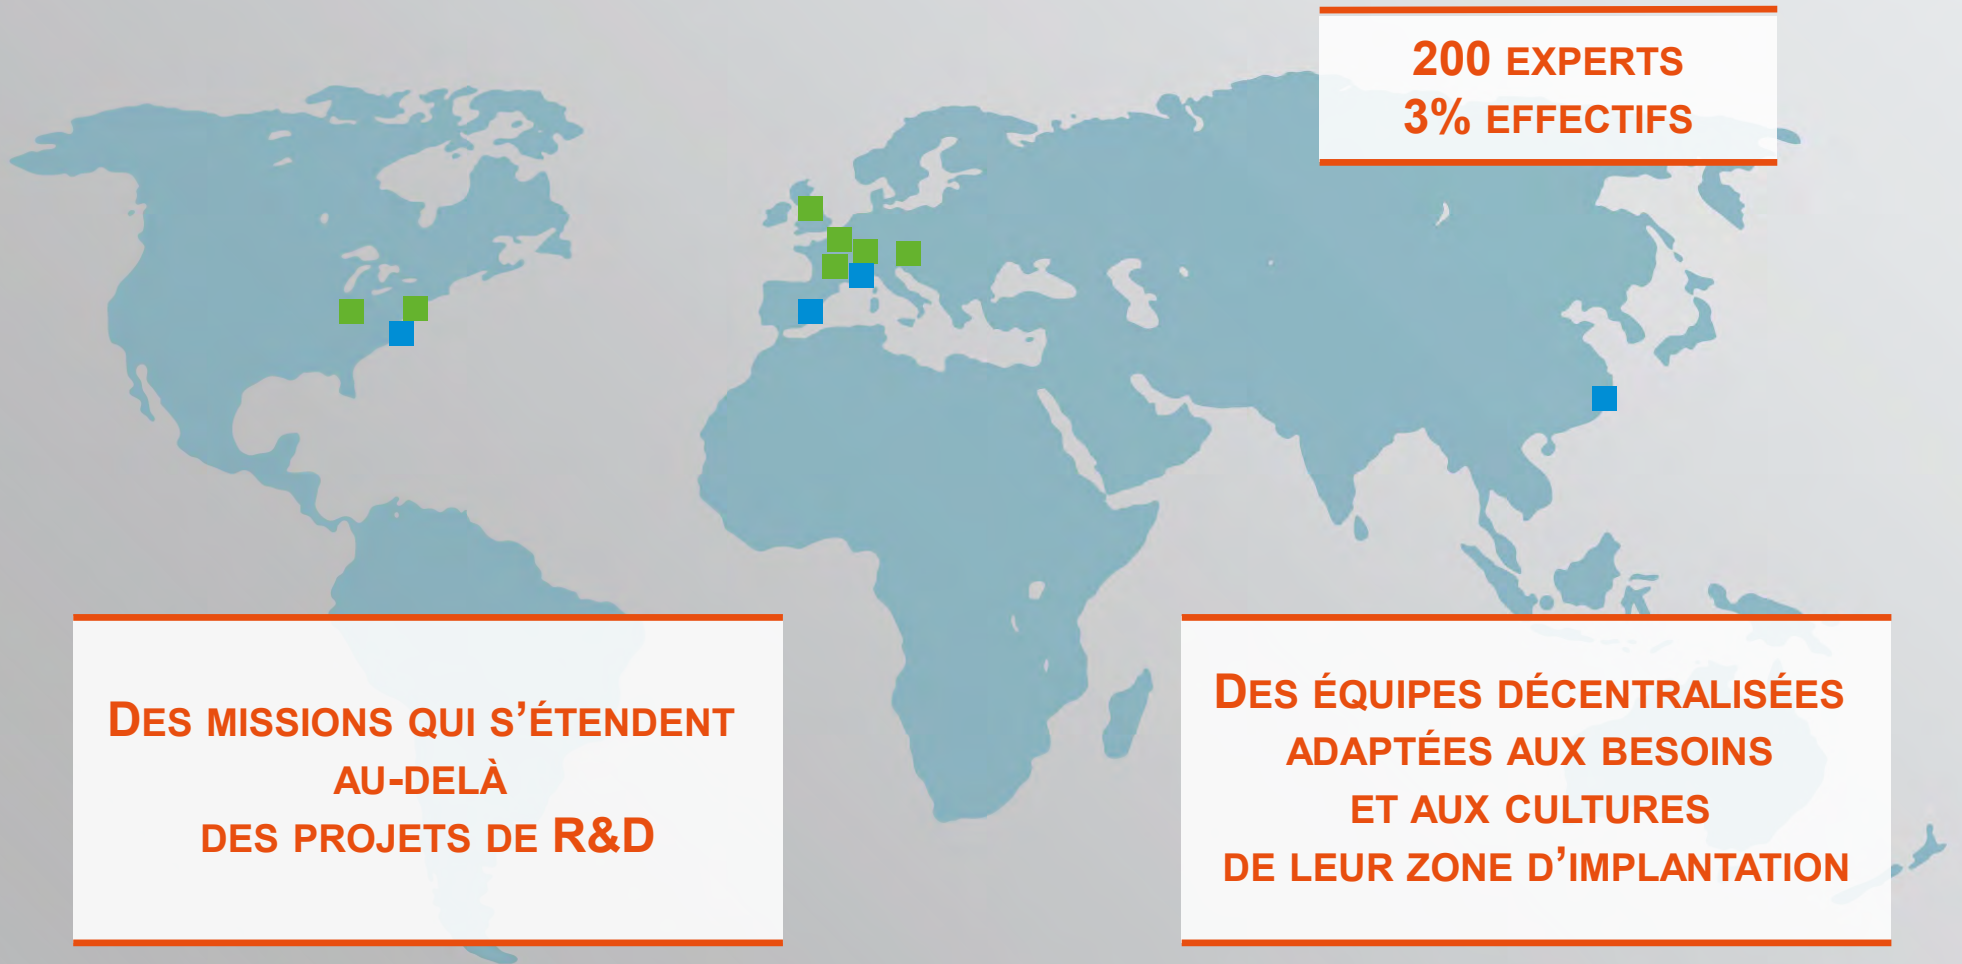 200 EXPERTS
3% EFFECTIFS
DES MISSIONS QUI S’ÉTENDENT
AU-DELÀ
DES PROJETS DE R&D
DES ÉQUIPES DÉCENTRALISÉES
ADAPTÉES AUX BESOINS
ET AUX CULTURES
DE LEUR ZONE D’IMPLANTATION